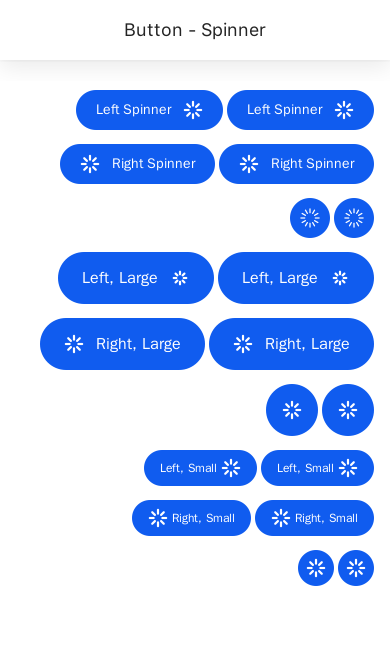 Button - Spinner
Left Spinner Left Spinner
Right Spinner Right Spinner
Left, Large Left, Large
Right, Large Right, Large
Left, Small Left, Small
Right, Small Right, Small